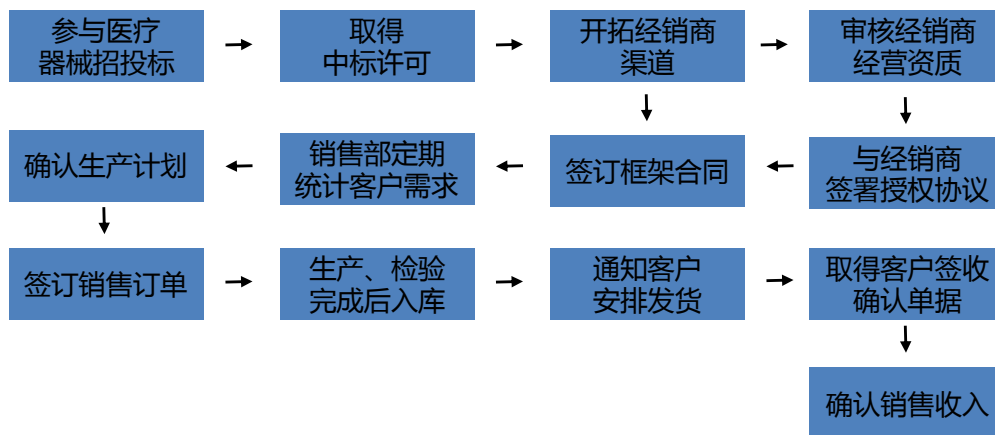 参与医疗
器械招投标
取得
中标许可
开拓经销商
渠道
审核经销商
经营资质
确认生产计划
销售部定期
统计客户需求
签订框架合同
与经销商
签署授权协议
签订销售订单
生产、检验
完成后入库
通知客户
安排发货
取得客户签收
确认单据
确认销售收入